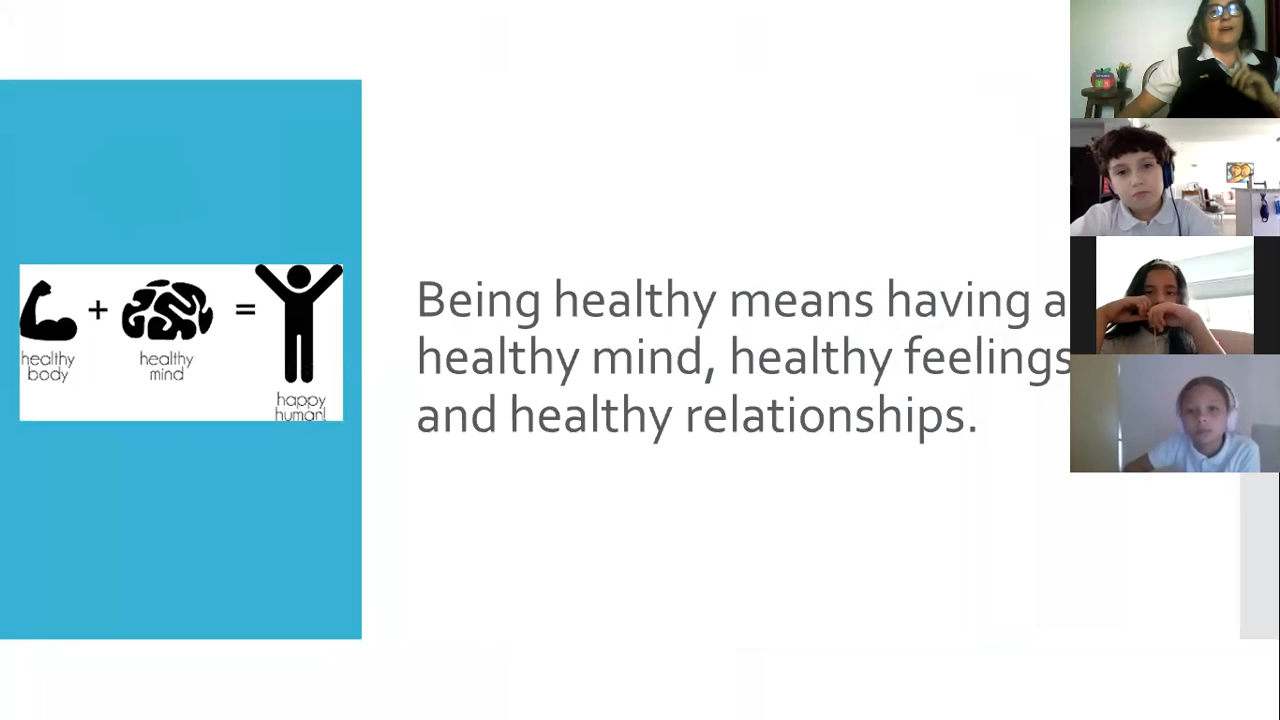 +
=
healthy
body
healthy
mind
happy
human!
Being healthy means having a
healthy mind, healthy feelings
and healthy relationships.